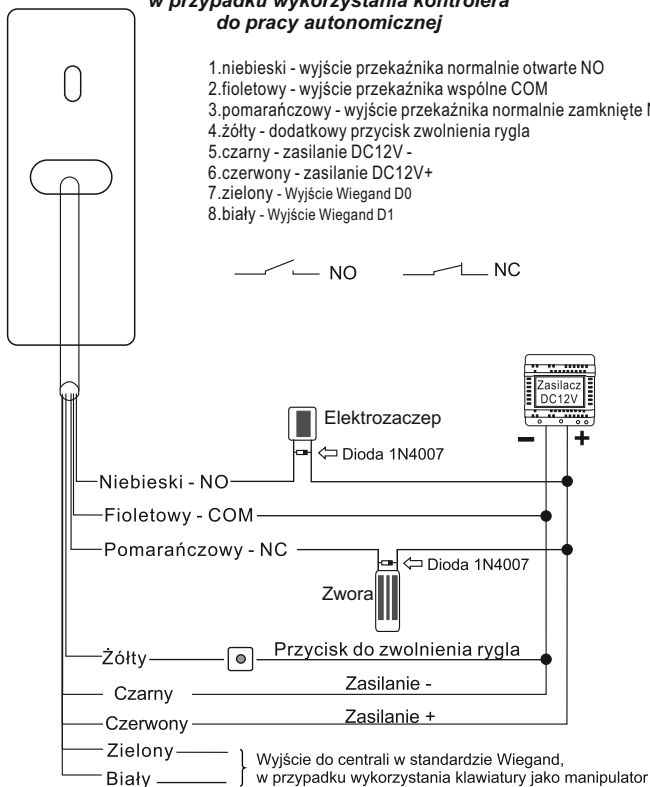 w przypadku wykorzystania kontrolera
do pracy autonomicznej
1.niebieski - wyjście przekaźnika normalnie otwarte NO
2.fioletowy - wyjście przekaźnika wspólne COM
3.pomarańczowy - wyjście przekaźnika normalnie zamknięte
4.żółty - dodatkowy przycisk zwolnienia rygla
5.czarny - zasilanie DC12V -
6.czerwony - zasilanie DC12V+
7.zielony - Wyjście Wiegand D0
8.biały - Wyjście Wiegand D1
NO
NC
Zasilacz
DC12V
- +
Elektrozaczep
Dioda 1N4007
Niebieski - NO
Fioletowy - COM
Pomarańczowy - NC
Dioda 1N4007
Zwora
Żółty
Przycisk do zwolnienia rygla
Czarny
Zasilanie -
Czerwony
Zasilanie +
Zielony
Biały
Wyjście do centrali w standardzie Wiegand,
w przypadku wykorzystania klawiatury jako manipulator